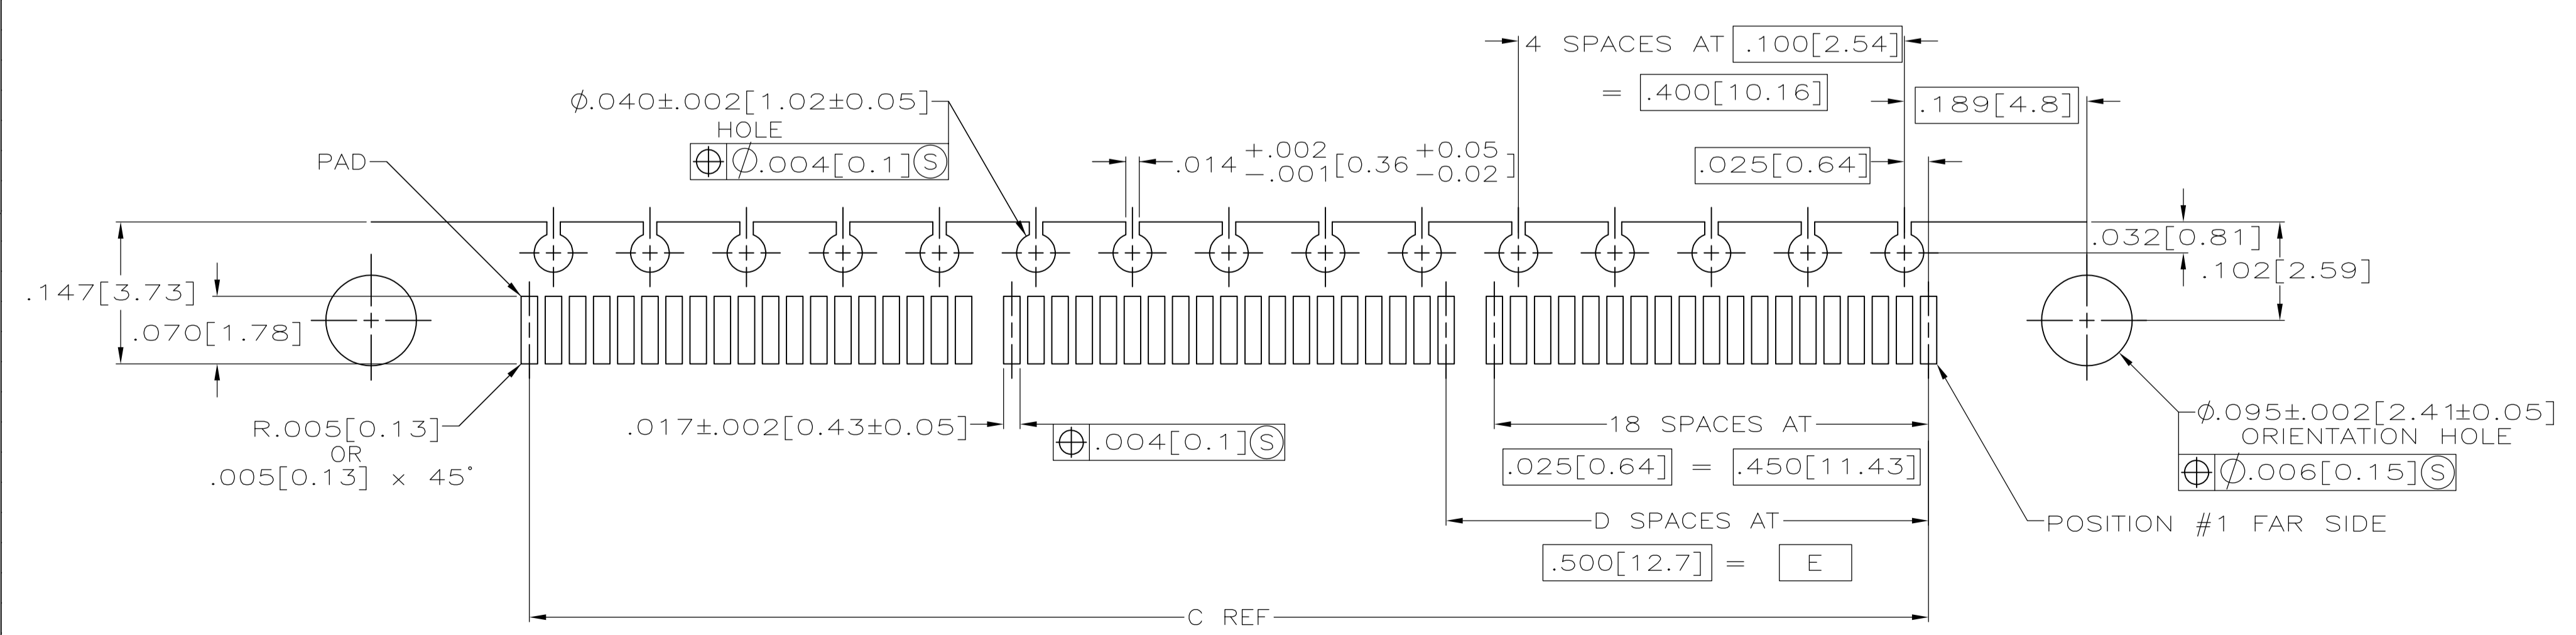 4 SPACES AT .100[2.54]
= .400[10.16]
.189[4.8]
Ø.040±.002[1.02±0.05]
HOLE
⌖ Ø.004[0.1]Ⓢ
PAD
.014 +.002 -.001 [0.36 +0.05 -0.02]
.025[0.64]
.032[0.81]
.102[2.59]
.147[3.73]
.070[1.78]
R.005[0.13]
OR
.005[0.13] × 45°
.017±.002[0.43±0.05]
⌖ .004[0.1]Ⓢ
18 SPACES AT
.025[0.64] = .450[11.43]
Ø.095±.002[2.41±0.05]
ORIENTATION HOLE
⌖ Ø.006[0.15]Ⓢ
D SPACES AT
.500[12.7] = E
POSITION #1 FAR SIDE
C REF